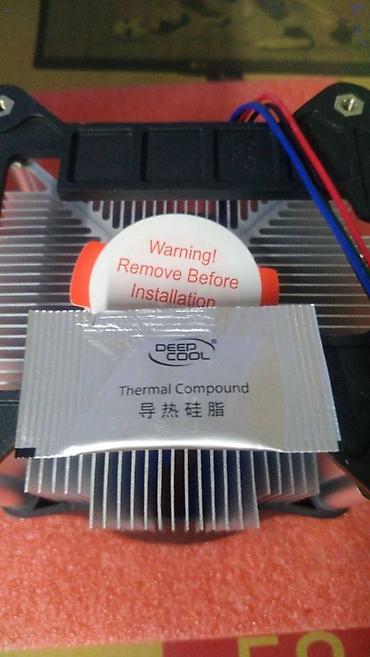 Warning!
Remove Before
Installation
DEEP
COOL®
Thermal Compound
导热硅脂